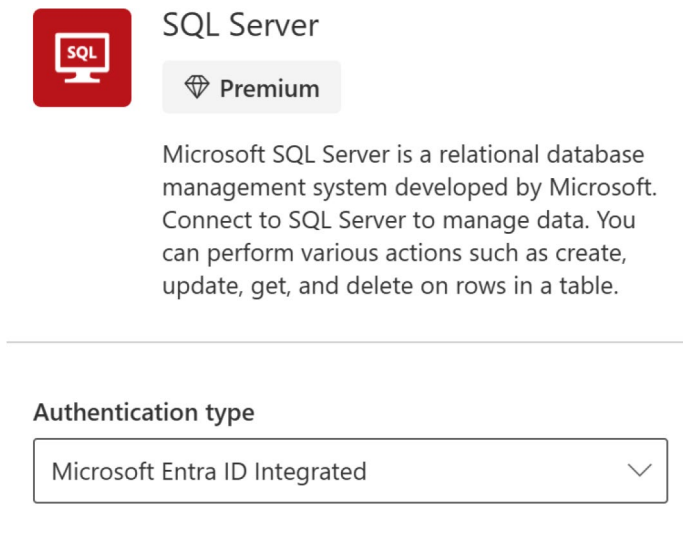 SQL Server
SQL
Premium
Microsoft SQL Server is a relational database
management system developed by Microsoft.
Connect to SQL Server to manage data. You
can perform various actions such as create,
update, get, and delete on rows in a table.
Authentication type
Microsoft Entra ID Integrated